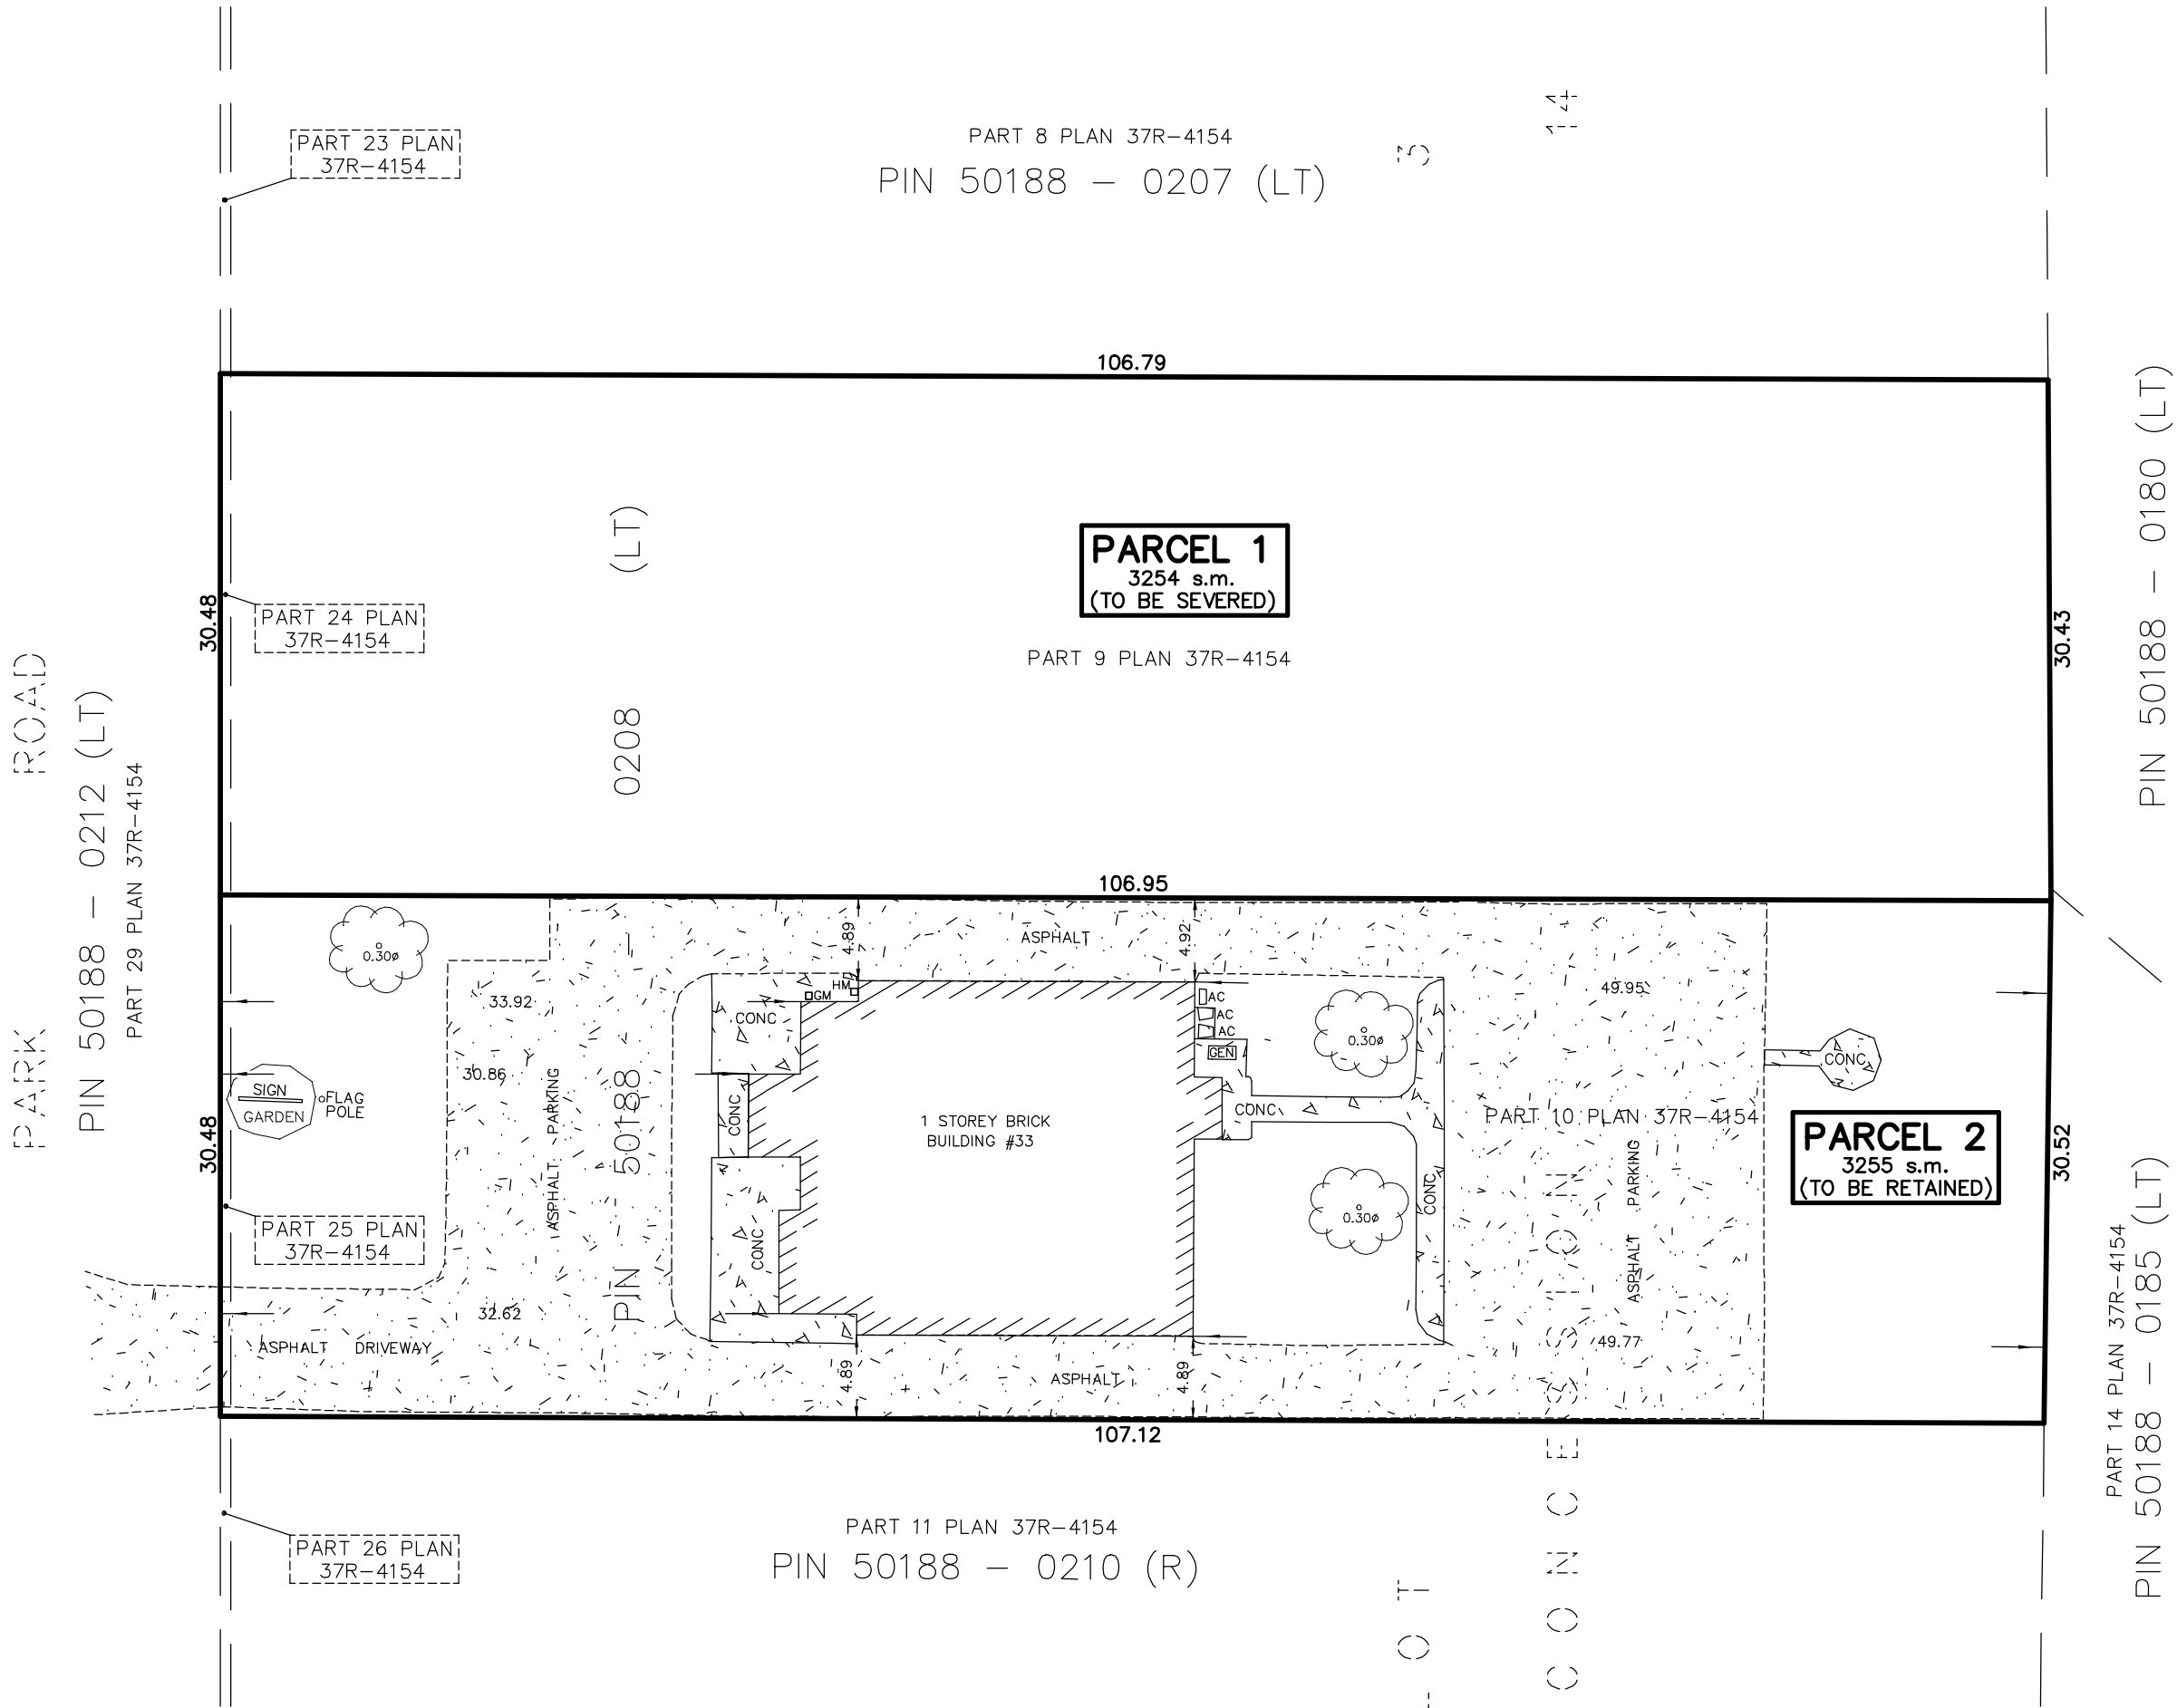 PART 23 PLAN
37R-4154
PART 8 PLAN 37R-4154
PIN 50188 - 0207 (LT)
3
14
106.79
PARCEL 1
3254 s.m.
(TO BE SEVERED)
PART 9 PLAN 37R-4154
30.48
PART 24 PLAN
37R-4154
30.43
PIN 50188 - 0180 (LT)
PARK ROAD
PIN 50188 - 0212 (LT)
PART 29 PLAN 37R-4154
PIN 50188 - 0208 (LT)
106.95
0.30ø
33.92
4.89
ASPHALT
4.92
HM
GM
CONC
AC
AC
AC
GEN
0.30ø
49.95
30.86
SIGN
GARDEN
FLAG
POLE
ASPHALT PARKING
CONC
1 STOREY BRICK
BUILDING #33
CONC
PART 10 PLAN 37R-4154
CONC
PARCEL 2
3255 s.m.
(TO BE RETAINED)
30.48
30.52
PART 25 PLAN
37R-4154
CONC
0.30ø
CONC
ASPHALT PARKING
32.62
ASPHALT DRIVEWAY
49.77
4.89
ASPHALT
4.89
107.12
PART 14 PLAN 37R-4154
PIN 50188 - 0185 (LT)
PART 11 PLAN 37R-4154
PIN 50188 - 0210 (R)
PART 26 PLAN
37R-4154
OT
CONCESSION